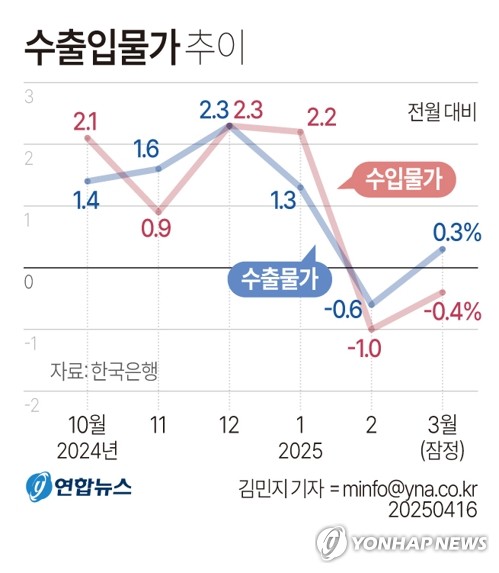 수출입물가 추이
전월 대비
3
2
1
0
-1
-2
2.1
1.4
1.6
0.9
2.3
2.3
2.2
1.3
수입물가
수출물가
-0.6
-1.0
0.3%
-0.4%
자료: 한국은행
10월 11 12 1 2 3월
2024년 2025 (잠정)
연합뉴스
김민지 기자 = minfo@yna.co.kr
20250416
YONHAP NEWS